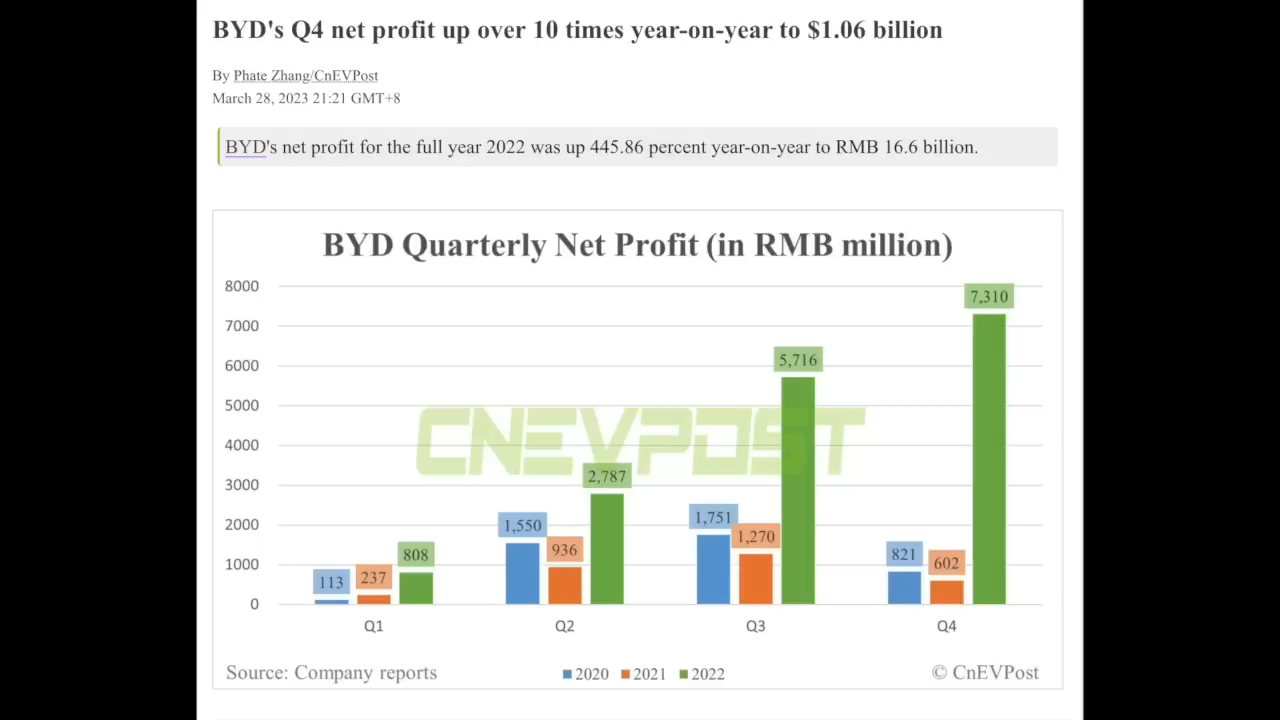 BYD's Q4 net profit up over 10 times year-on-year to $1.06 billion
By Phate Zhang/CnEVPost
March 28, 2023 21:21 GMT+8
BYD's net profit for the full year 2022 was up 445.86 percent year-on-year to RMB 16.6 billion.
BYD Quarterly Net Profit (in RMB million)
8000
7,310
7000
6000
5,716
5000
CNEVPOST
4000
3000
2,787
2000
1,550
936
1,751
1,270
1000
113
237
808
821
602
0
Q1 Q2 Q3 Q4
Source: Company reports
2020 2021 2022
© CnEVPost